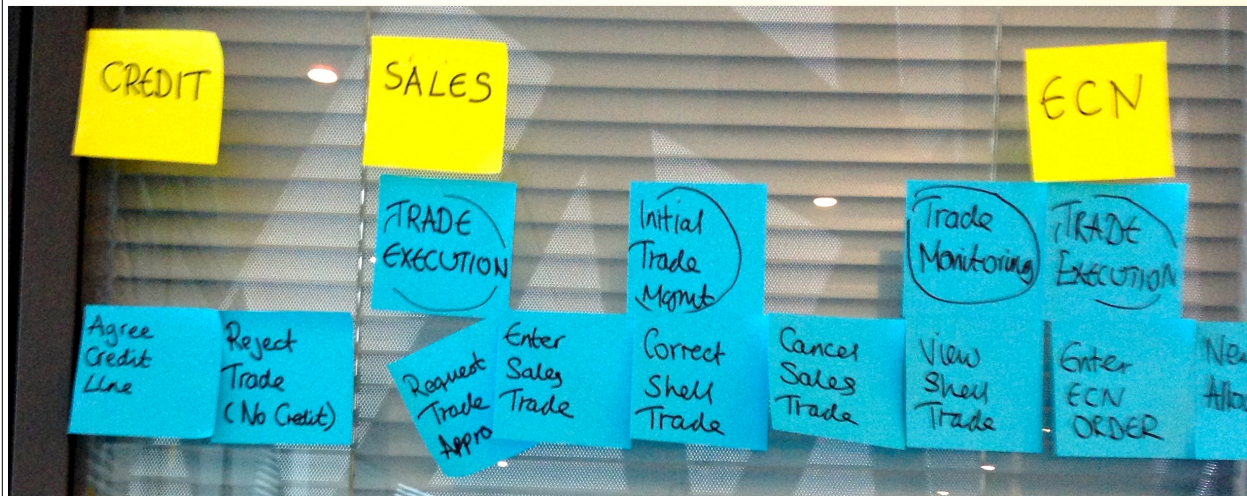 CREDIT
SALES
ECN
TRADE
EXECUTION
Initial
Trade
Mgmt
Trade
Monitoring
TRADE
EXECUTION
Agree
Credit
Line
Reject
Trade
(No Credit)
Request
Trade
Appro
Enter
Sales
Trade
Correct
Shell
Trade
Cancel
Sales
Trade
View
Shell
Trade
Enter
ECN
ORDER
New